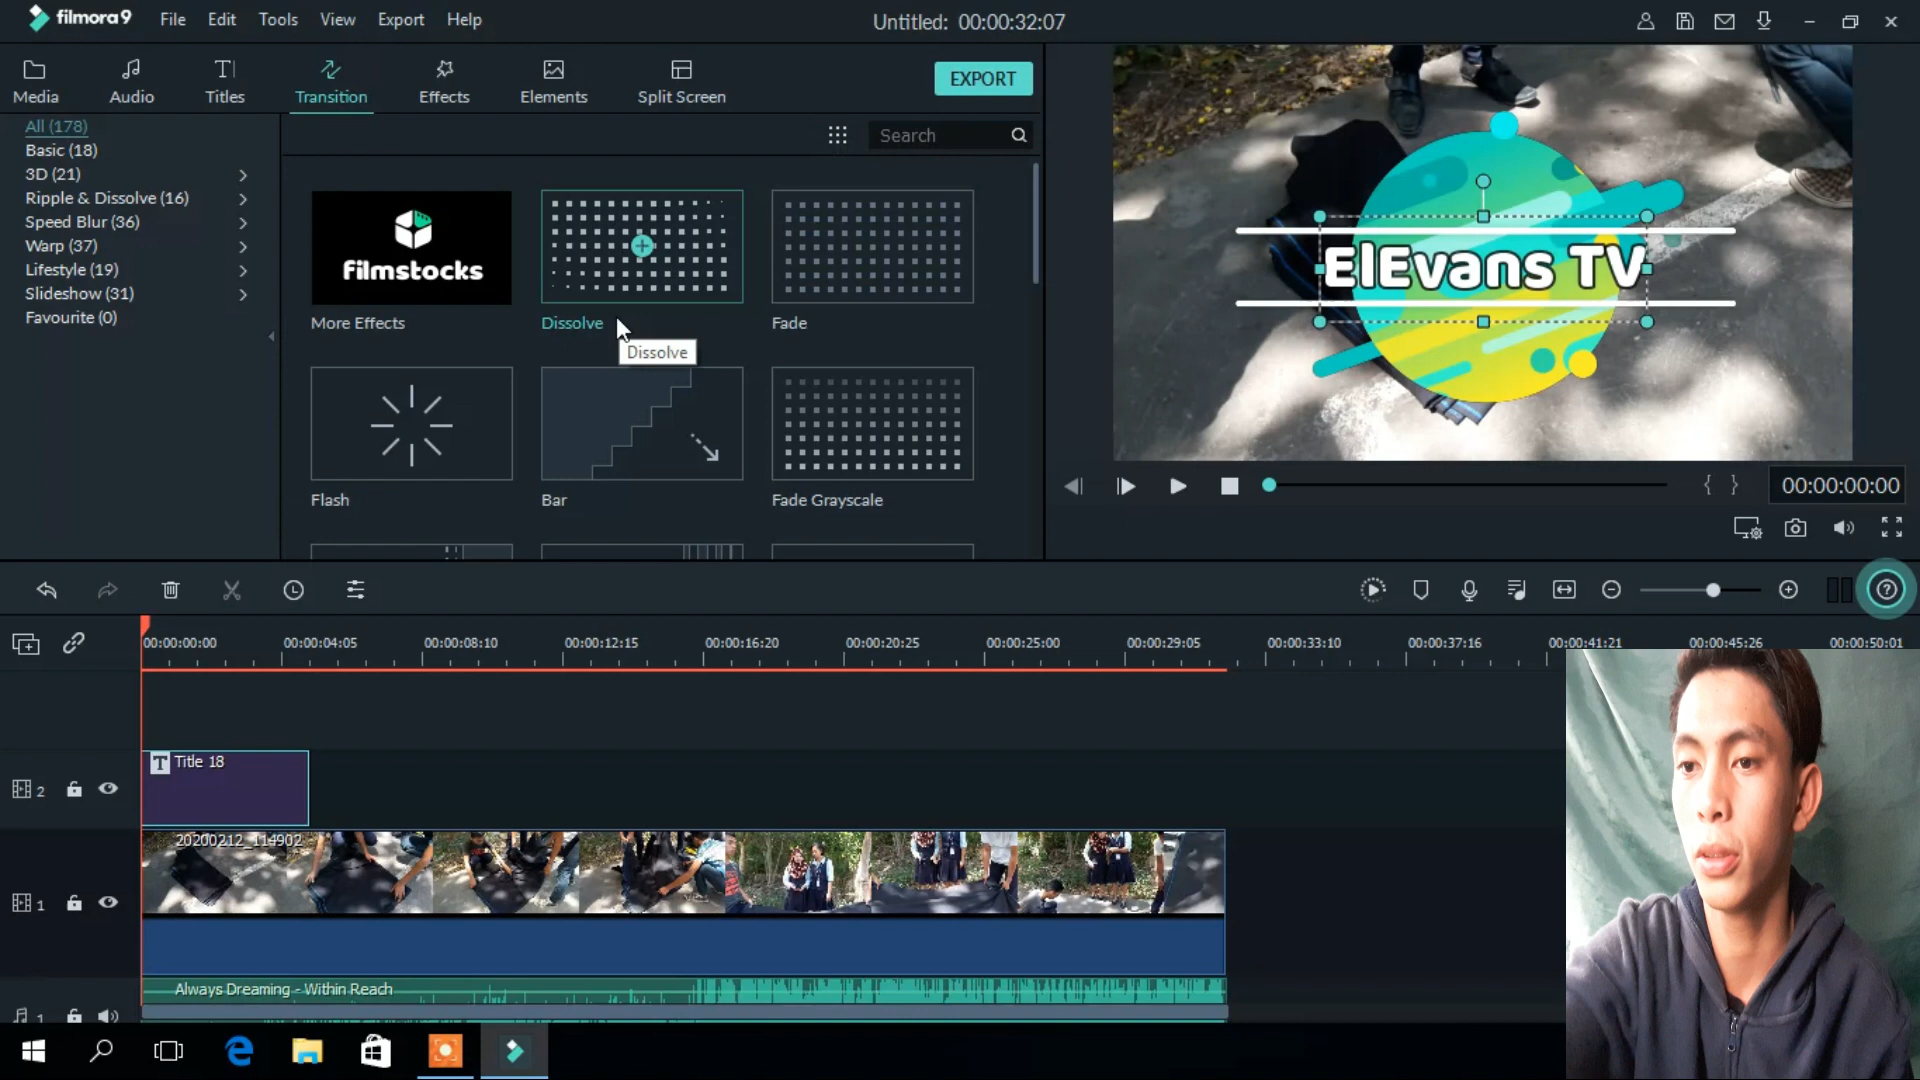 filmora9
File
Edit
Tools
View
Export
Help
Untitled: 00:00:32:07
Media
Audio
Titles
Transition
Effects
Elements
Split Screen
EXPORT
All (178)
Basic (18)
3D (21)
Ripple & Dissolve (16)
Speed Blur (36)
Warp (37)
Lifestyle (19)
Slideshow (31)
Favourite (0)
Search
filmstocks
More Effects
Dissolve
Fade
Dissolve
Flash
Bar
Fade Grayscale
ElEvans TV
{ }
00:00:00:00
00:00:00:00
00:00:04:05
00:00:08:10
00:00:12:15
00:00:16:20
00:00:20:25
00:00:25:00
00:00:29:05
00:00:33:10
00:00:37:16
00:00:41:21
00:00:45:26
00:00:50:01
2
T Title 18
1
20200212_114902
1
Always Dreaming - Within Reach